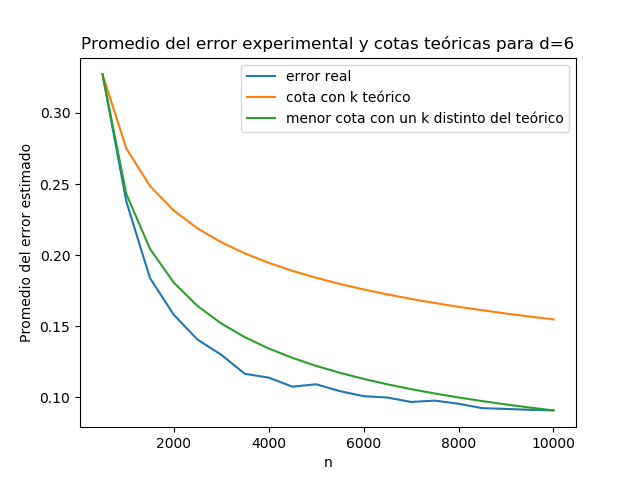 Promedio del error experimental y cotas teóricas para d=6
error real
cota con k teórico
menor cota con un k distinto del teórico
Promedio del error estimado
0.30
0.25
0.20
0.15
0.10
2000
4000
6000
8000
10000
n